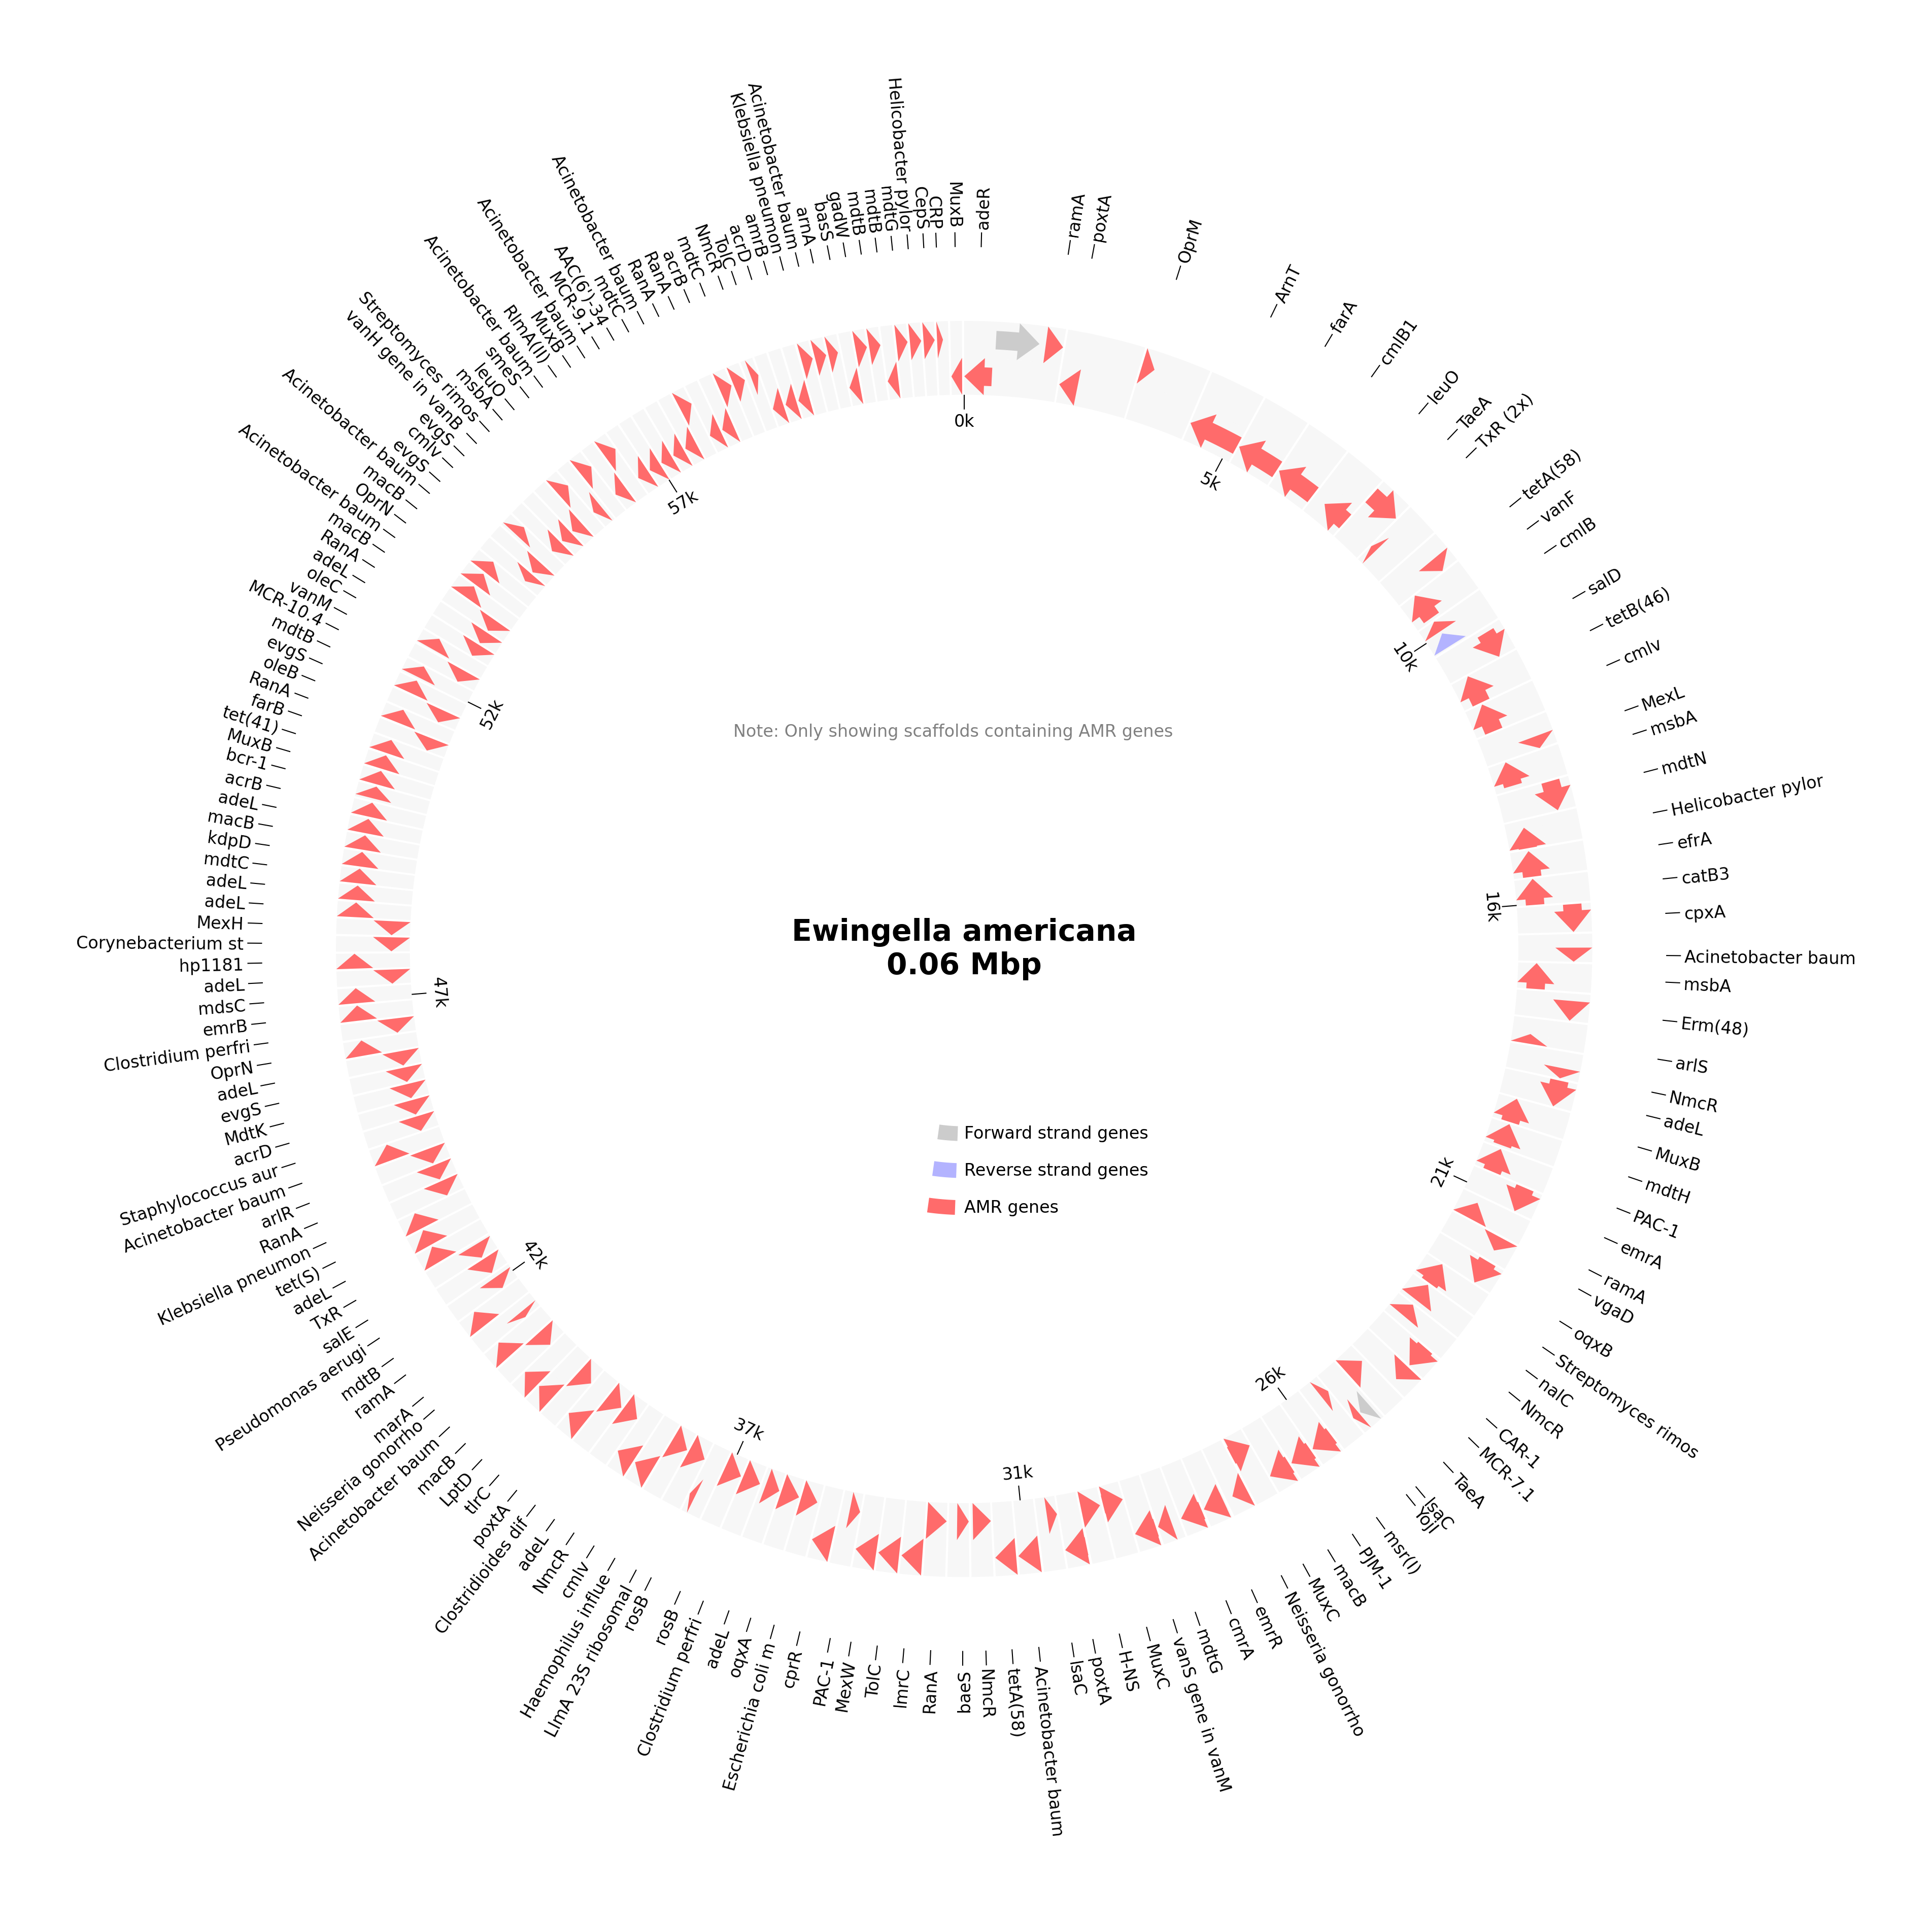 Ewingella americana
0.06 Mbp
Note: Only showing scaffolds containing AMR genes
Forward strand genes
Reverse strand genes
AMR genes
0k
5k
10k
16k
21k
26k
31k
37k
42k
47k
52k
57k
adeR
ramA
poxtA
OprM
ArnT
farA
cmlB1
leuO
TaeA
TxR (2x)
tetA(58)
vanF
cmlB
salD
tetB(46)
cmlv
MexL
msbA
mdtN
Helicobacter pylor
efrA
catB3
cpxA
Acinetobacter baum
msbA
Erm(48)
arlS
NmcR
adeL
MuxB
mdtH
PAC-1
emrA
ramA
vgaD
oqxB
Streptomyces rimos
nalC
NmcR
CAR-1
MCR-7.1
TaeA
lsaC
YojI
msr(I)
PJM-1
macB
MuxC
Neisseria gonorrho
emrR
cmrA
mdtG
vanS gene in vanM
MuxC
H-NS
poxtA
lsaC
Acinetobacter baum
tetA(58)
NmcR
baeS
RanA
lmrC
TolC
MexW
PAC-1
cprR
Escherichia coli m
oqxA
adeL
Clostridium perfri
rosB
rosB
LlmA 23S ribosomal
Haemophilus influe
cmlv
NmcR
adeL
Clostridioides dif
poxtA
tlrC
LptD
macB
Acinetobacter baum
Neisseria gonorrho
marA
ramA
mdtB
Pseudomonas aerugi
salE
TxR
adeL
tet(S)
Klebsiella pneumon
RanA
arlR
Acinetobacter baum
Staphylococcus aur
acrD
MdtK
evgS
adeL
OprN
Clostridium perfri
emrB
mdsC
adeL
hp1181
Corynebacterium st
MexH
adeL
adeL
mdtC
kdpD
macB
adeL
acrB
bcr-1
MuxB
tet(41)
farB
RanA
oleB
evgS
mdtB
MCR-10.4
vanM
oleC
adeL
RanA
macB
Acinetobacter baum
OprN
macB
Acinetobacter baum
evgS
cmlv
evgS
vanH gene in vanB
Streptomyces rimos
msbA
leuO
smeS
Acinetobacter baum
RlmA(II)
MuxB
Acinetobacter baum
MCR-9.1
AAC(6')-34
mdtC
Acinetobacter baum
RanA
RanA
acrB
mdtC
NmcR
TolC
acrD
amrB
Klebsiella pneumon
Acinetobacter baum
arnA
basS
gadW
mdtB
mdtB
mdtG
Helicobacter pylor
CepS
CRP
MuxB